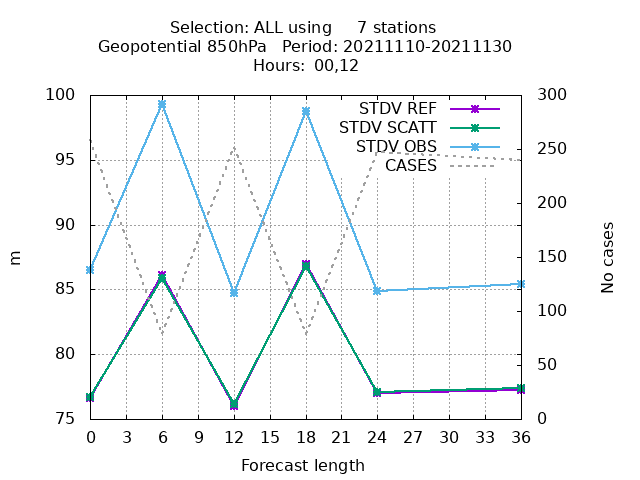 Selection: ALL using     7 stations
Geopotential 850hPa   Period: 20211110-20211130
Hours:  00,12
STDV REF
STDV SCATT
STDV OBS
CASES
100
95
90
85
80
75
m
300
250
200
150
100
50
0
No cases
0 3 6 9 12 15 18 21 24 27 30 33 36
Forecast length